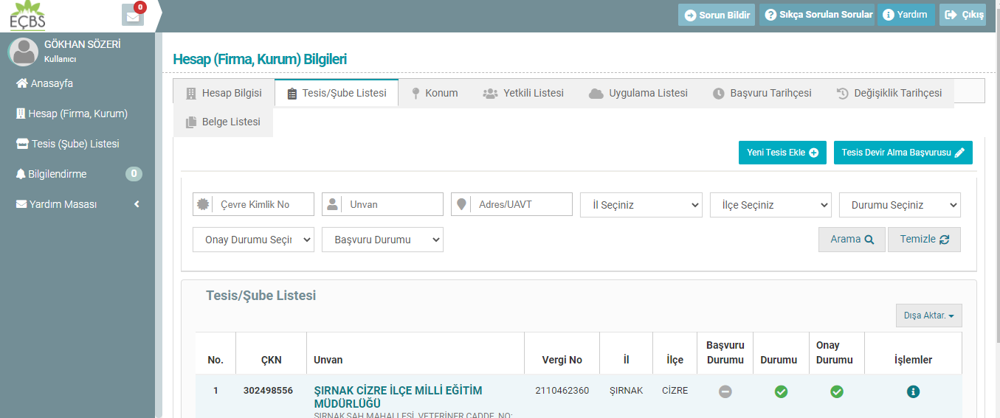 EÇBS
0
Sorun Bildir
Sıkça Sorulan Sorular
Yardım
Çıkış
GÖKHAN SÖZERİ
Kullanıcı
Anasayfa
Hesap (Firma, Kurum)
Tesis (Şube) Listesi
Bilgilendirme
0
Yardım Masası
Hesap (Firma, Kurum) Bilgileri
Hesap Bilgisi
Tesis/Şube Listesi
Konum
Yetkili Listesi
Uygulama Listesi
Başvuru Tarihçesi
Değişiklik Tarihçesi
Belge Listesi
Yeni Tesis Ekle
Tesis Devir Alma Başvurusu
Çevre Kimlik No
Unvan
Adres/UAVT
İl Seçiniz
İlçe Seçiniz
Durumu Seçiniz
Onay Durumu Seçir
Başvuru Durumu
Arama
Temizle
Tesis/Şube Listesi
Dışa Aktar.
No.
ÇKN
Unvan
Vergi No
İl
İlçe
Başvuru
Durumu
Durumu
Onay
Durumu
İşlemler
1
302498556
ŞIRNAK CİZRE İLÇE MİLLİ EĞİTİM
MÜDÜRLÜĞÜ
ŞIRNAK ŞAH MAHALLESİ VETERİNER CADDE NO:
2110462360
ŞIRNAK
CİZRE